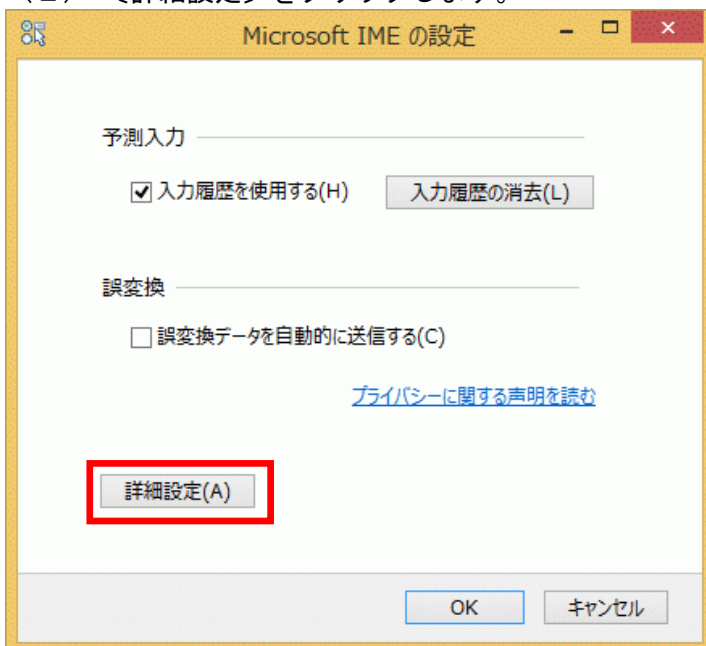 Microsoft IME の設定
予測入力
入力履歴を使用する(H)
入力履歴の消去(L)
誤変換
誤変換データを自動的に送信する(C)
プライバシーに関する声明を読む
詳細設定(A)
OK
キャンセル